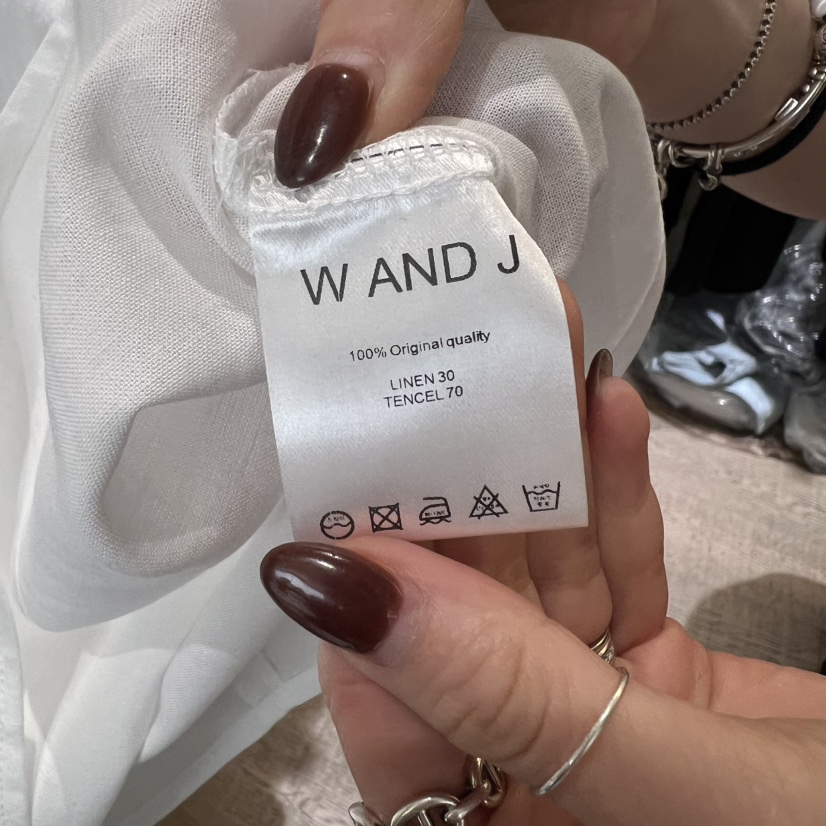 W AND J
100% Original quality
LINEN 30
TENCEL 70